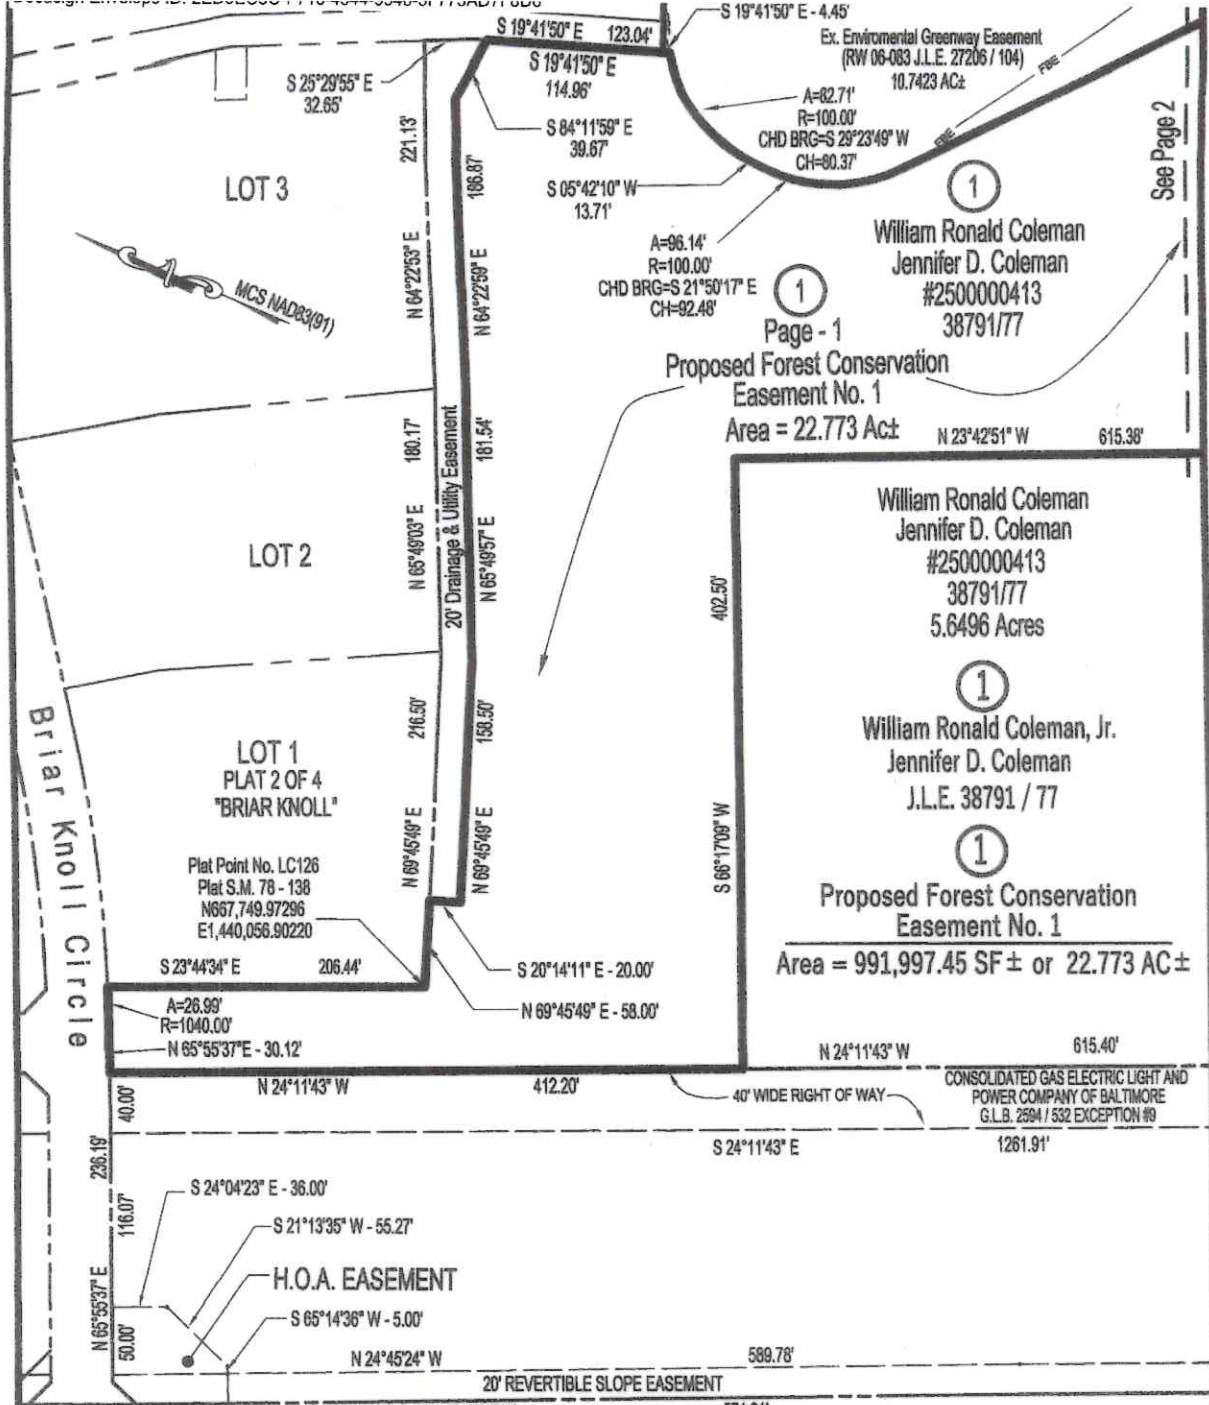 S 19°41'50" E 123.04'
S 19°41'50" E - 4.45'
S 19°41'50" E
114.96'
Ex. Enviromental Greenway Easement
(RW 06-083 J.L.E. 27206 / 104)
10.7423 AC±
S 25°29'55" E
32.65'
A=82.71'
R=100.00'
CHD BRG=S 29°23'49" W
CH=80.37'
FBE
FBE
See Page 2
S 84°11'59" E
39.67'
221.13'
186.87'
LOT 3
S 05°42'10" W
13.71'
1
William Ronald Coleman
Jennifer D. Coleman
#2500000413
38791/77
A=96.14'
R=100.00'
CHD BRG=S 21°50'17" E
CH=92.48'
N 64°22'53" E
N 64°22'59" E
MCS NAD83(91)
1
Page - 1
Proposed Forest Conservation
Easement No. 1
Area = 22.773 Ac±
N 23°42'51" W 615.38'
180.17'
181.54'
20' Drainage & Utility Easement
N 65°49'03" E
N 65°49'57" E
LOT 2
402.50'
William Ronald Coleman
Jennifer D. Coleman
#2500000413
38791/77
5.6496 Acres
1
William Ronald Coleman, Jr.
Jennifer D. Coleman
J.L.E. 38791 / 77
1
Proposed Forest Conservation
Easement No. 1
Area = 991,997.45 SF ± or 22.773 AC ±
216.50'
158.50'
LOT 1
PLAT 2 OF 4
"BRIAR KNOLL"
Briar Knoll Circle
N 69°45'49" E
N 69°45'49" E
S 66°17'09" W
Plat Point No. LC126
Plat S.M. 78 - 138
N667,749.97296
E1,440,056.90220
S 23°44'34" E 206.44'
S 20°14'11" E - 20.00'
N 69°45'49" E - 58.00'
A=26.99'
R=1040.00'
N 65°55'37" E - 30.12'
N 24°11'43" W 615.40'
N 24°11'43" W 412.20'
40' WIDE RIGHT OF WAY
CONSOLIDATED GAS ELECTRIC LIGHT AND
POWER COMPANY OF BALTIMORE
G.L.B. 2594 / 532 EXCEPTION #9
40.00'
S 24°11'43" E 1261.91'
236.19'
116.07'
S 24°04'23" E - 36.00'
S 21°13'35" W - 55.27'
H.O.A. EASEMENT
N 65°55'37" E
50.00'
S 65°14'36" W - 5.00'
N 24°45'24" W 589.78'
20' REVERTIBLE SLOPE EASEMENT